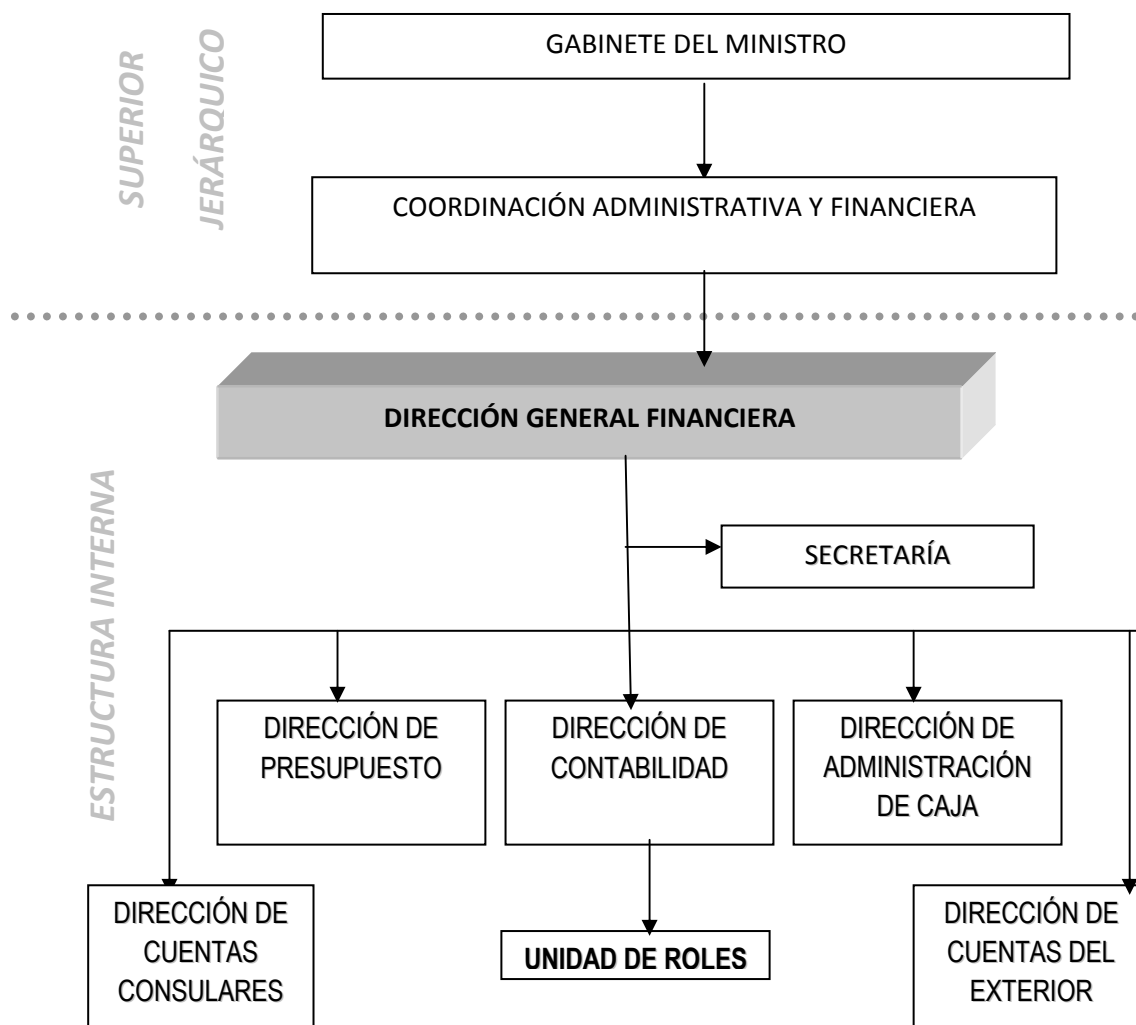 SUPERIOR
JERÁRQUICO
GABINETE DEL MINISTRO
COORDINACIÓN ADMINISTRATIVA Y FINANCIERA
ESTRUCTURA INTERNA
DIRECCIÓN GENERAL FINANCIERA
SECRETARÍA
DIRECCIÓN DE
PRESUPUESTO
DIRECCIÓN DE
CONTABILIDAD
DIRECCIÓN DE
ADMINISTRACIÓN
DE CAJA
DIRECCIÓN DE
CUENTAS
CONSULARES
UNIDAD DE ROLES
DIRECCIÓN DE
CUENTAS DEL
EXTERIOR